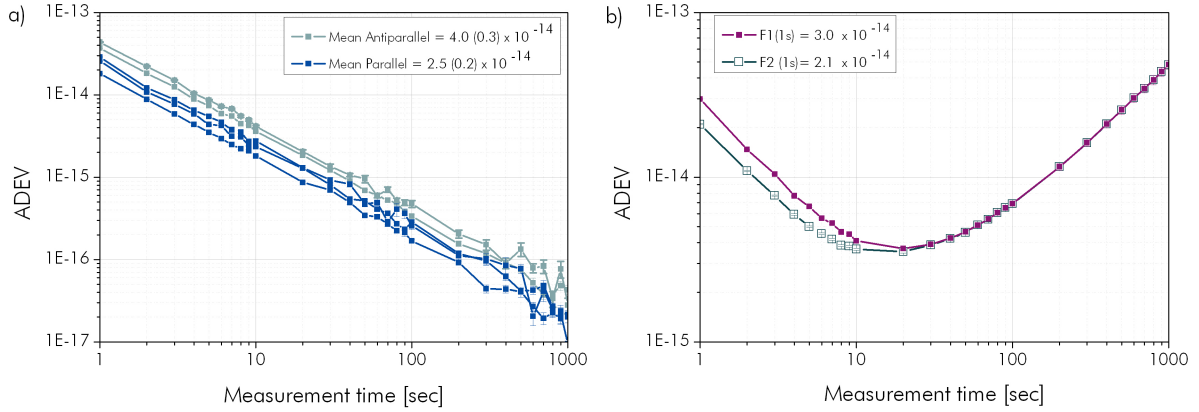 a)
1E-13
1E-14
1E-15
1E-16
1E-17
ADEV
Mean Antiparallel = 4.0 (0.3) x 10 -14
Mean Parallel = 2.5 (0.2) x 10 -14
1
10
100
1000
Measurement time [sec]
b)
1E-13
1E-14
1E-15
ADEV
F1(1s) = 3.0 x 10 -14
F2 (1s)= 2.1 x 10 -14
1
10
100
1000
Measurement time [sec]